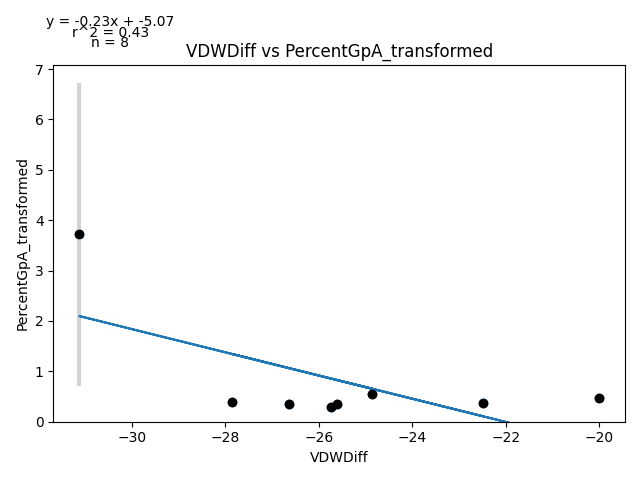 y = -0.23x + -5.07
r^2 = 0.43
n = 8
VDWDiff vs PercentGpA_transformed
7
6
5
4
3
2
1
0
PercentGpA_transformed
−30 −28 −26 −24 −22 −20
VDWDiff